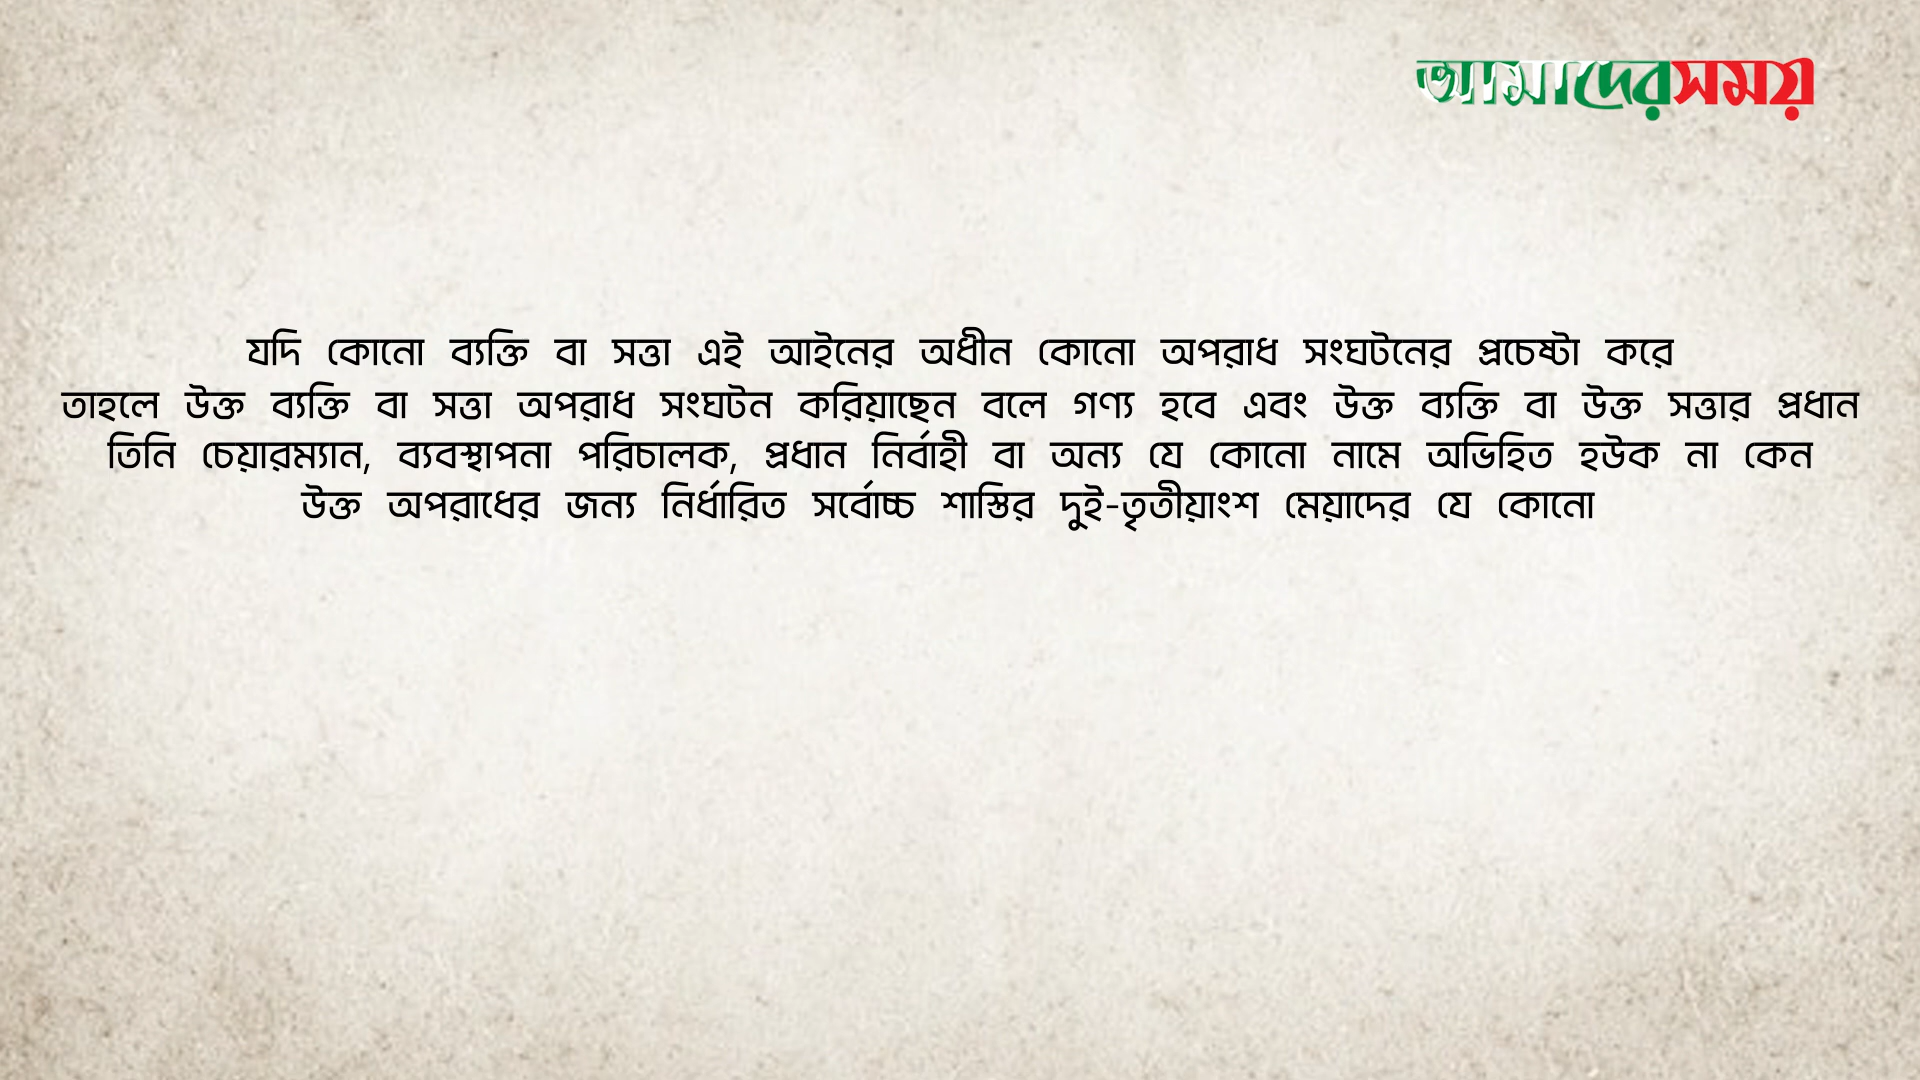 আমাদেরসময়
যদি কোনো ব্যক্তি বা সত্তা এই আইনের অধীন কোনো অপরাধ সংঘটনের প্রচেষ্টা করে
তাহলে উক্ত ব্যক্তি বা সত্তা অপরাধ সংঘটন করিয়াছেন বলে গণ্য হবে এবং উক্ত ব্যক্তি বা উক্ত সত্তার প্রধান
তিনি চেয়ারম্যান, ব্যবস্থাপনা পরিচালক, প্রধান নির্বাহী বা অন্য যে কোনো নামে অভিহিত হউক না কেন
উক্ত অপরাধের জন্য নির্ধারিত সর্বোচ্চ শাস্তির দুই-তৃতীয়াংশ মেয়াদের যে কোনো